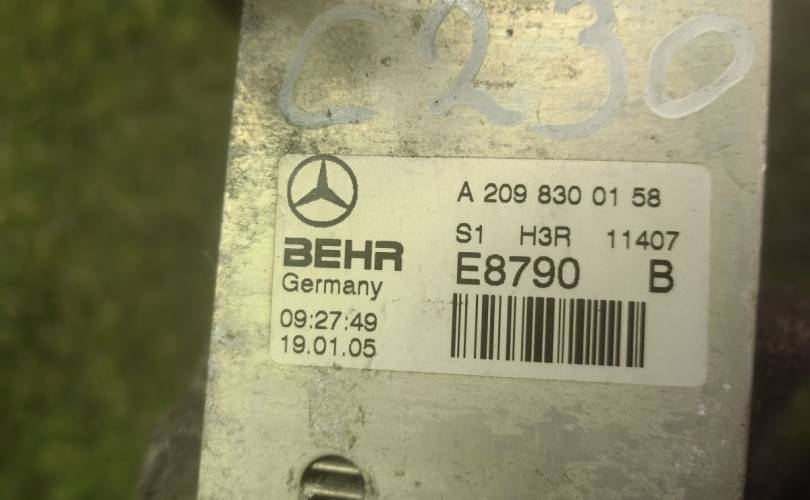 C230
A 209 830 01 58
S1 H3R 11407
BEHR
E8790 B
Germany
09:27:49
19.01.05